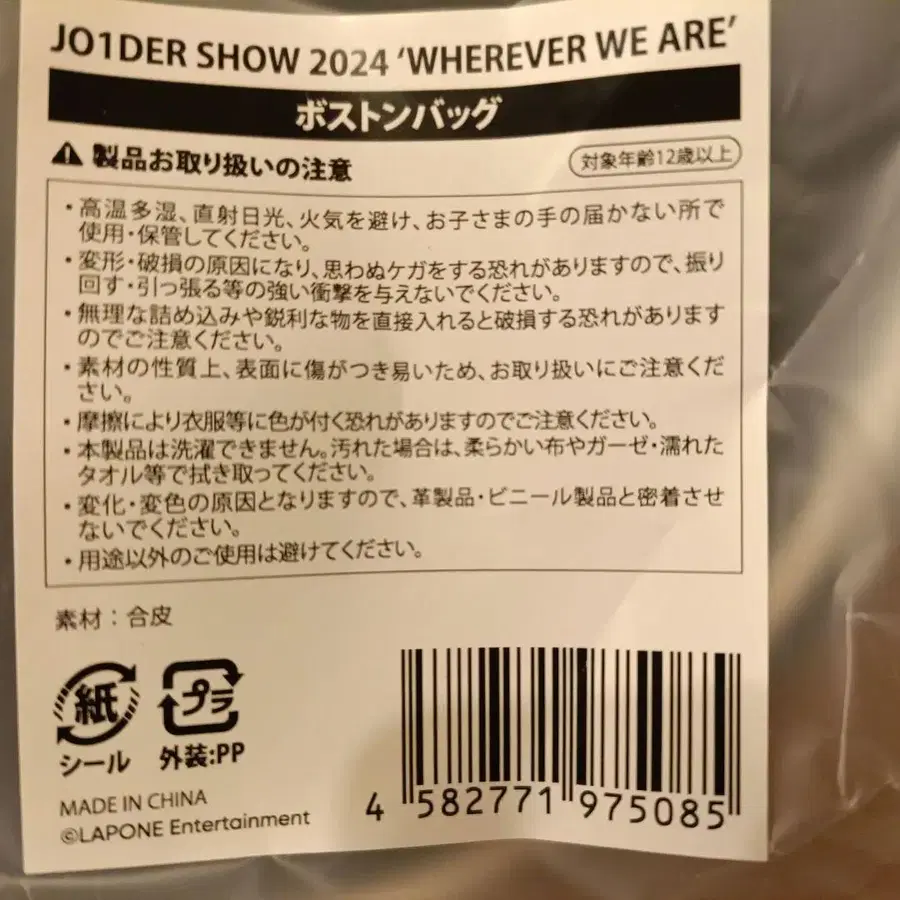 JO1DER SHOW 2024 ‘WHEREVER WE ARE’
ボストンバッグ
製品お取り扱いの注意
対象年齢12歳以上
・高温多湿、直射日光、火気を避け、お子さまの手の届かない所で
使用・保管してください。
・変形・破損の原因になり、思わぬケガをする恐れがありますので、振り
回す・引っ張る等の強い衝撃を与えないでください。
・無理な詰め込みや鋭利な物を直接入れると破損する恐れがあります
のでご注意ください。
・素材の性質上、表面に傷がつき易いため、お取り扱いにご注意くだ
さい。
・摩擦により衣服等に色が付く恐れがありますのでご注意ください。
・本製品は洗濯できません。汚れた場合は、柔らかい布やガーゼ・濡れた
タオル等で拭き取ってください。
・変化・変色の原因となりますので、革製品・ビニール製品と密着させ
ないでください。
・用途以外のご使用は避けてください。
素材：合皮
紙
シール
プラ
外装:PP
MADE IN CHINA
©LAPONE Entertainment
4 582771 975085